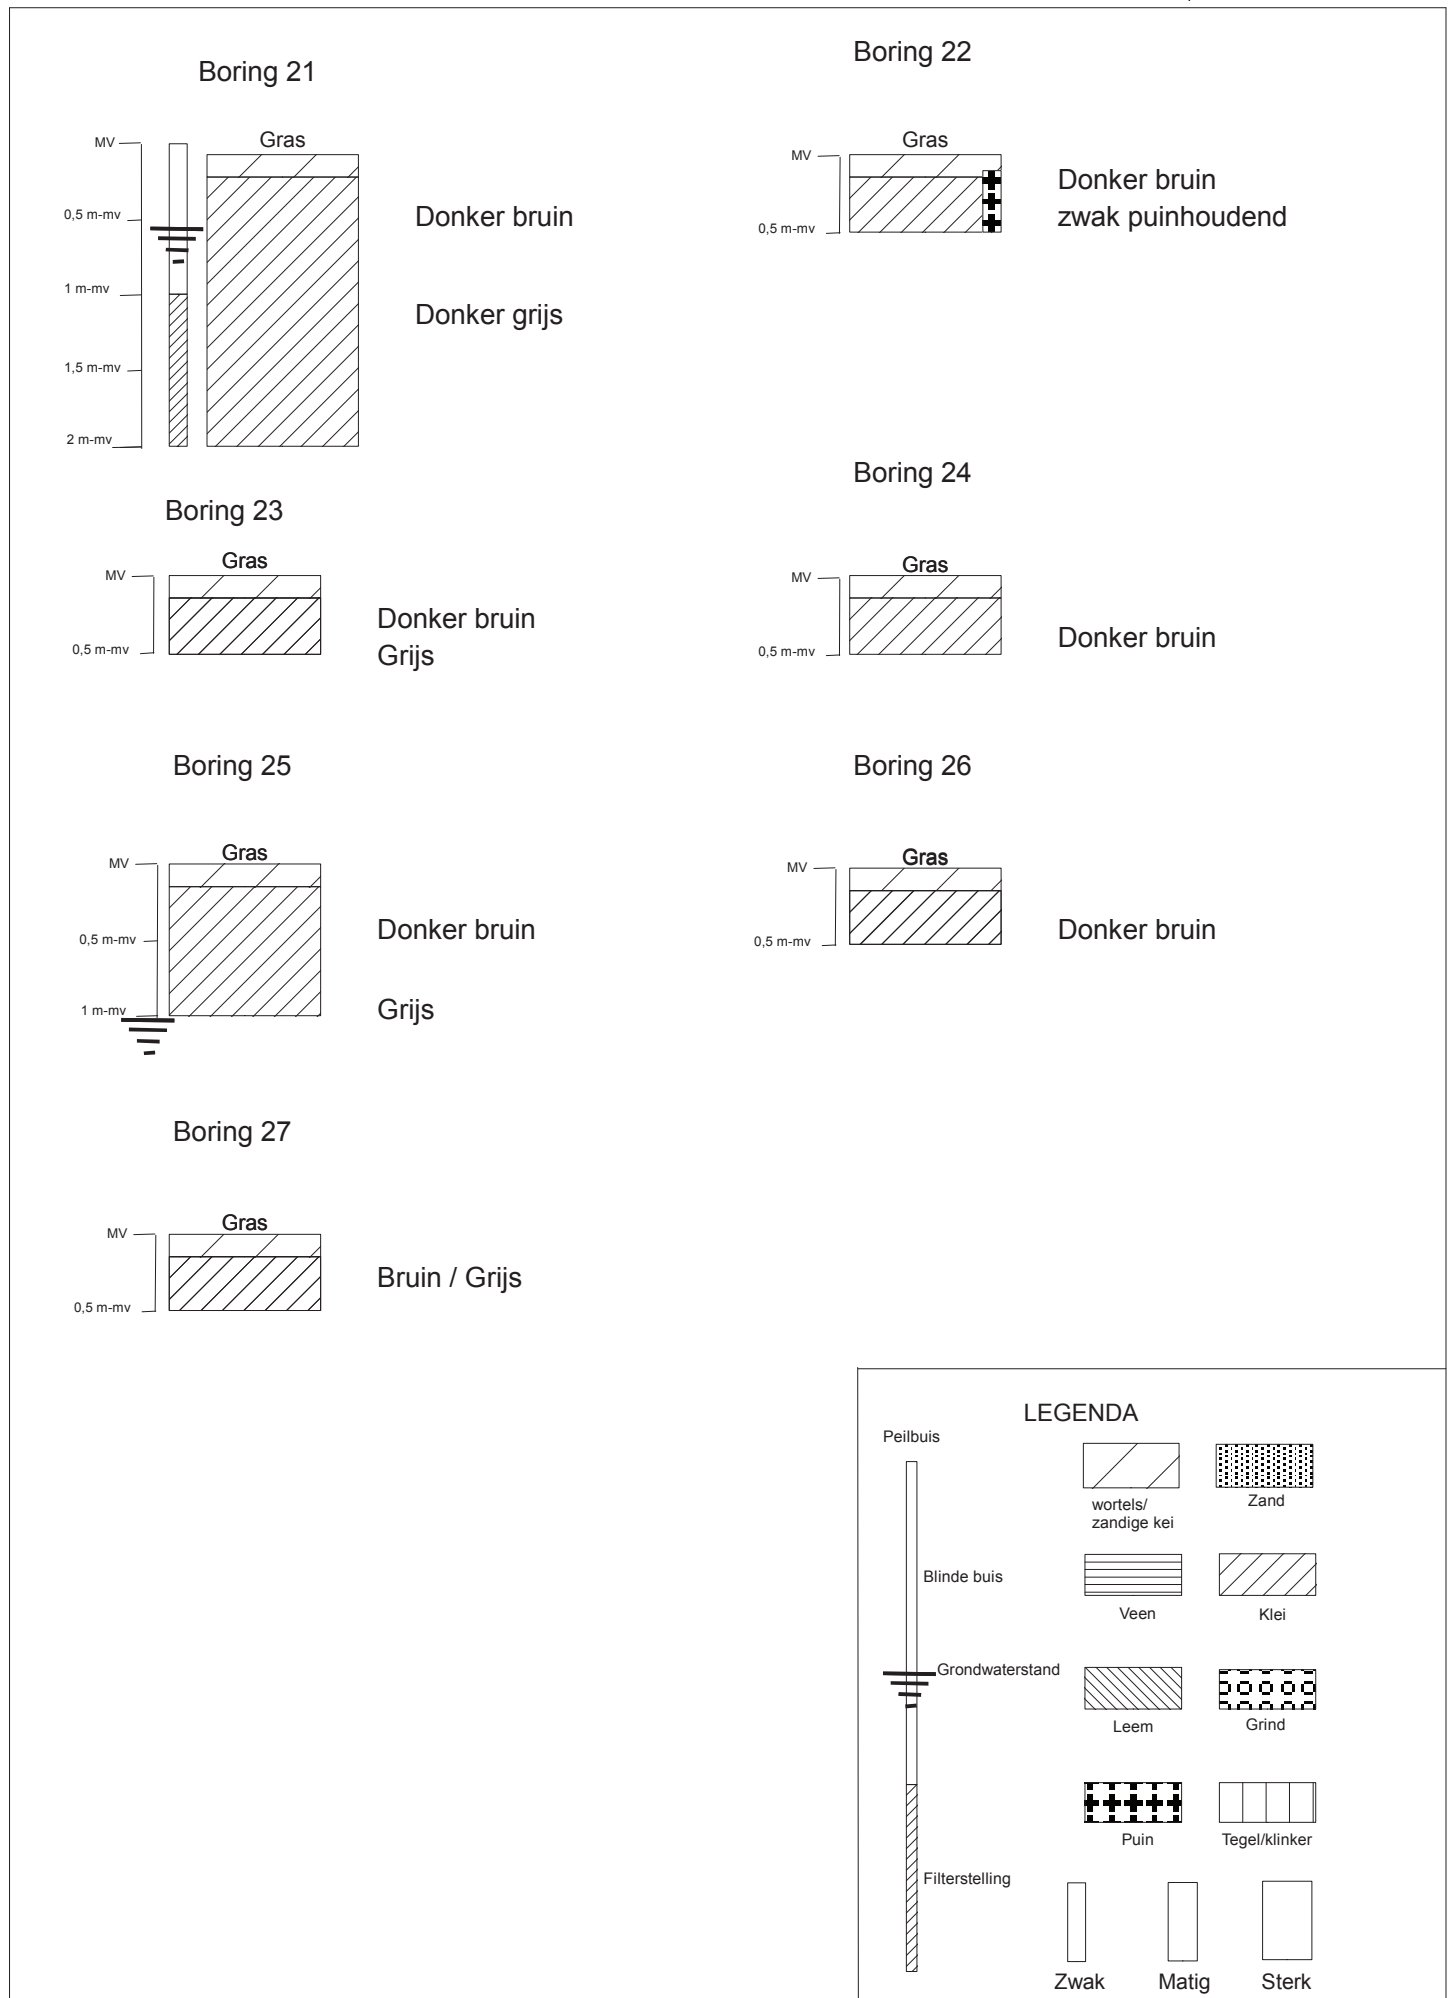 Boring 21
Gras
MV
0,5 m-mv
1 m-mv
1,5 m-mv
2 m-mv
Donker bruin
Donker grijs
Boring 22
Gras
MV
0,5 m-mv
Donker bruin
zwak puinhoudend
Boring 23
Gras
MV
0,5 m-mv
Donker bruin
Grijs
Boring 24
Gras
MV
0,5 m-mv
Donker bruin
Boring 25
Gras
MV
0,5 m-mv
1 m-mv
Donker bruin
Grijs
Boring 26
Gras
MV
0,5 m-mv
Donker bruin
Boring 27
Gras
MV
0,5 m-mv
Bruin / Grijs
LEGENDA
Peilbuis
Blinde buis
Grondwaterstand
Filterstelling
wortels/
zandige kei
Zand
Veen
Klei
Leem
Grind
Puin
Tegel/klinker
Zwak
Matig
Sterk